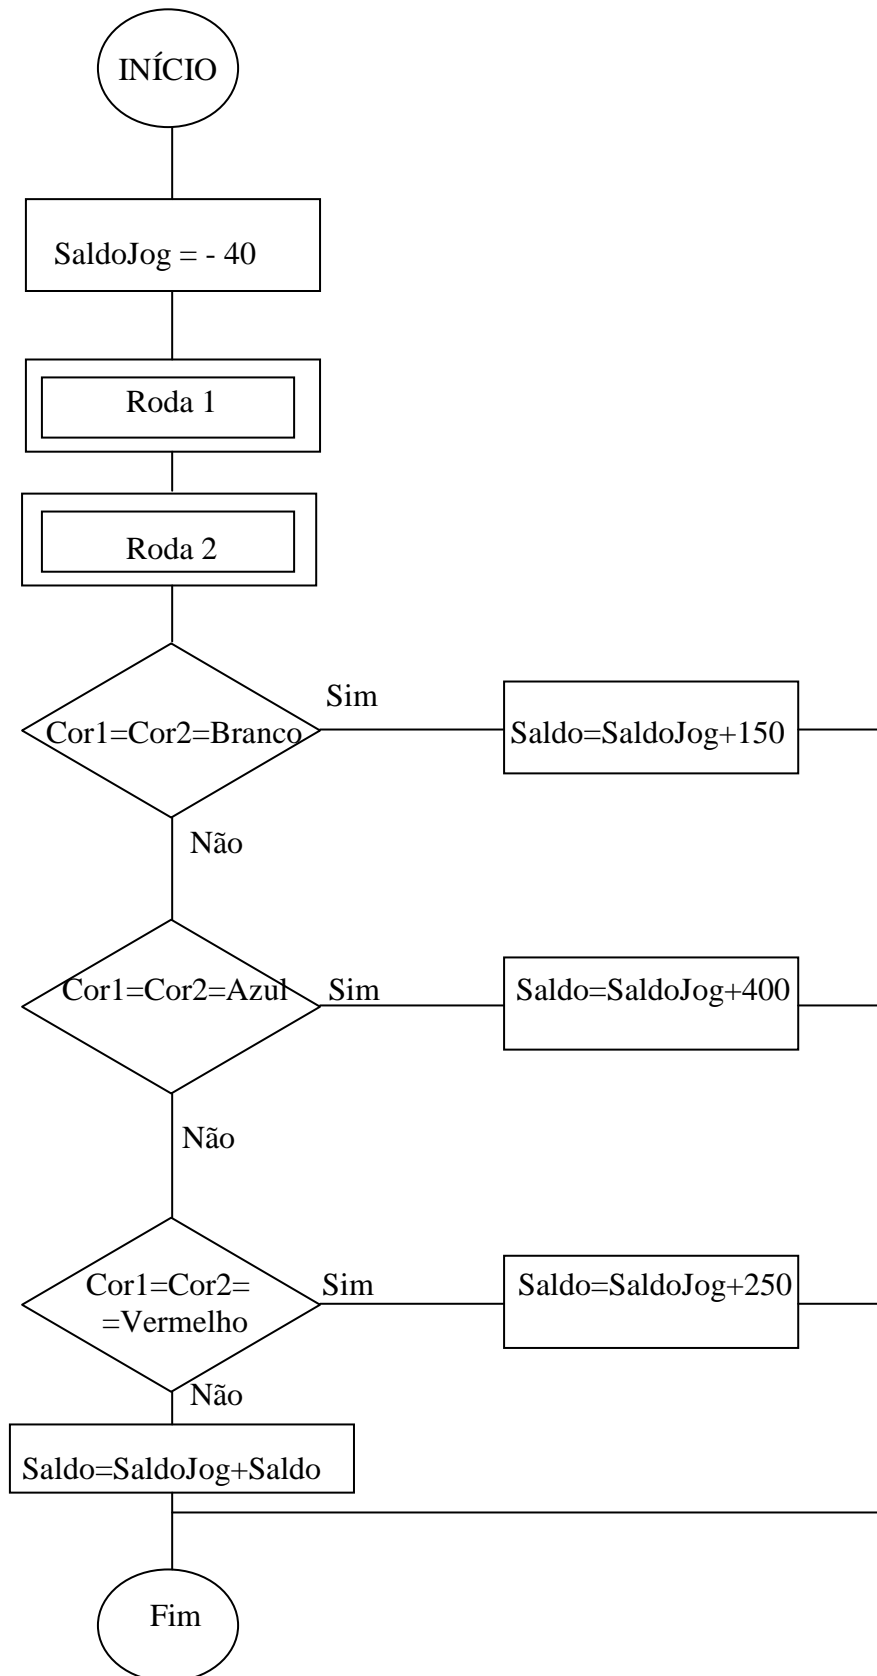 INÍCIO
SaldoJog = - 40
Roda 1
Roda 2
Cor1=Cor2=Branco
Sim
Saldo=SaldoJog+150
Não
Cor1=Cor2=Azul
Sim
Saldo=SaldoJog+400
Não
Cor1=Cor2=
=Vermelho
Sim
Saldo=SaldoJog+250
Não
Saldo=SaldoJog+Saldo
Fim